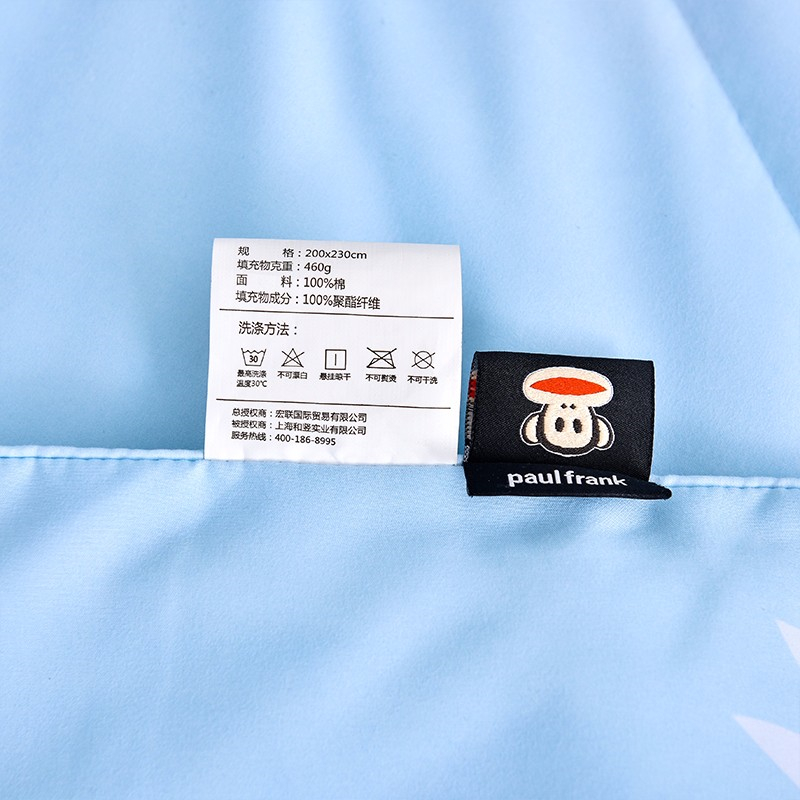 规 格：200x230cm
填充物克重：460g
面 料：100%棉
填充物成分：100%聚酯纤维
洗涤方法：
30
最高洗涤
温度30℃
不可漂白
悬挂晾干
不可熨烫
不可干洗
总授权商：宏联国际贸易有限公司
被授权商：上海和竖实业有限公司
服务热线：400-186-8995
paul frank